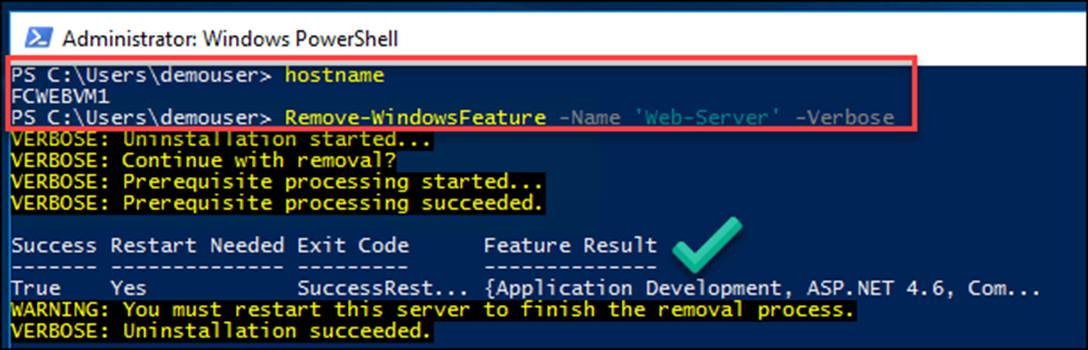 Administrator: Windows PowerShell
PS C:\Users\demouser> hostname
FCWEBVM1
PS C:\Users\demouser> Remove-WindowsFeature -Name 'Web-Server' -Verbose
VERBOSE: Uninstallation started...
VERBOSE: Continue with removal?
VERBOSE: Prerequisite processing started...
VERBOSE: Prerequisite processing succeeded.
Success Restart Needed Exit Code Feature Result
------- -------------- --------- --------------
True Yes SuccessRest... {Application Development, ASP.NET 4.6, Com...
WARNING: You must restart this server to finish the removal process.
VERBOSE: Uninstallation succeeded.